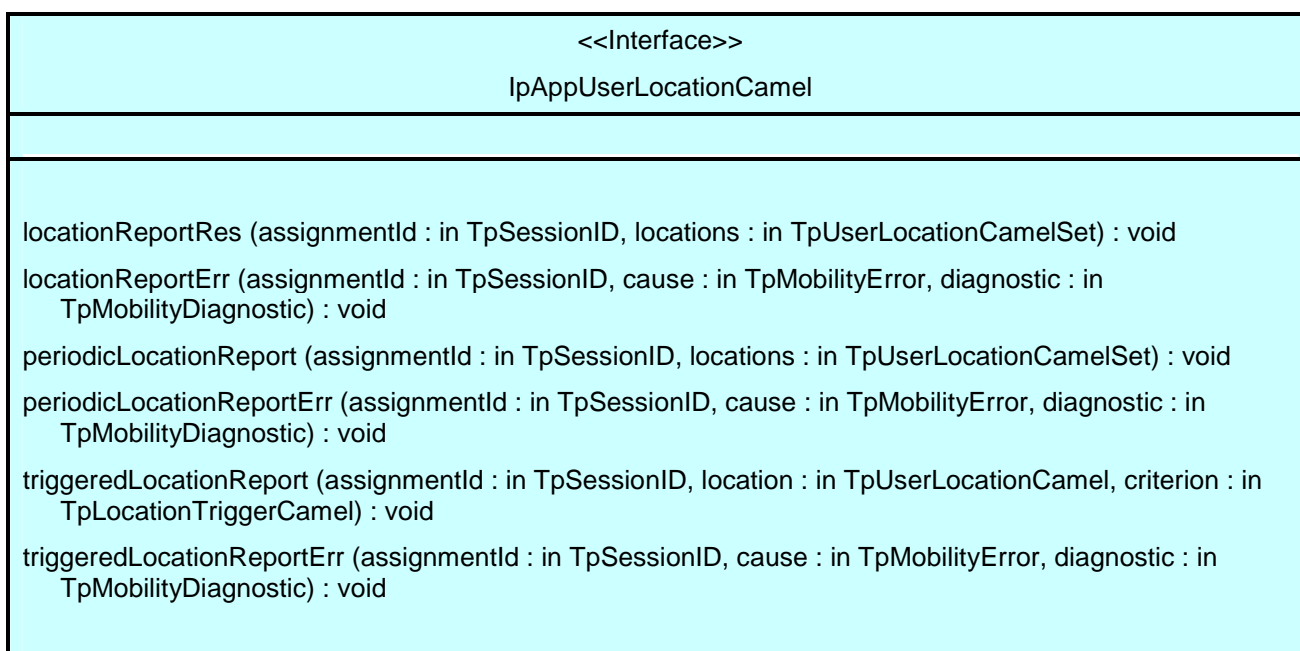 <<Interface>>
IpAppUserLocationCamel
locationReportRes (assignmentId : in TpSessionID, locations : in TpUserLocationCamelSet) : void
locationReportErr (assignmentId : in TpSessionID, cause : in TpMobilityError, diagnostic : in
TpMobilityDiagnostic) : void
periodicLocationReport (assignmentId : in TpSessionID, locations : in TpUserLocationCamelSet) : void
periodicLocationReportErr (assignmentId : in TpSessionID, cause : in TpMobilityError, diagnostic : in
TpMobilityDiagnostic) : void
triggeredLocationReport (assignmentId : in TpSessionID, location : in TpUserLocationCamel, criterion : in
TpLocationTriggerCamel) : void
triggeredLocationReportErr (assignmentId : in TpSessionID, cause : in TpMobilityError, diagnostic : in
TpMobilityDiagnostic) : void